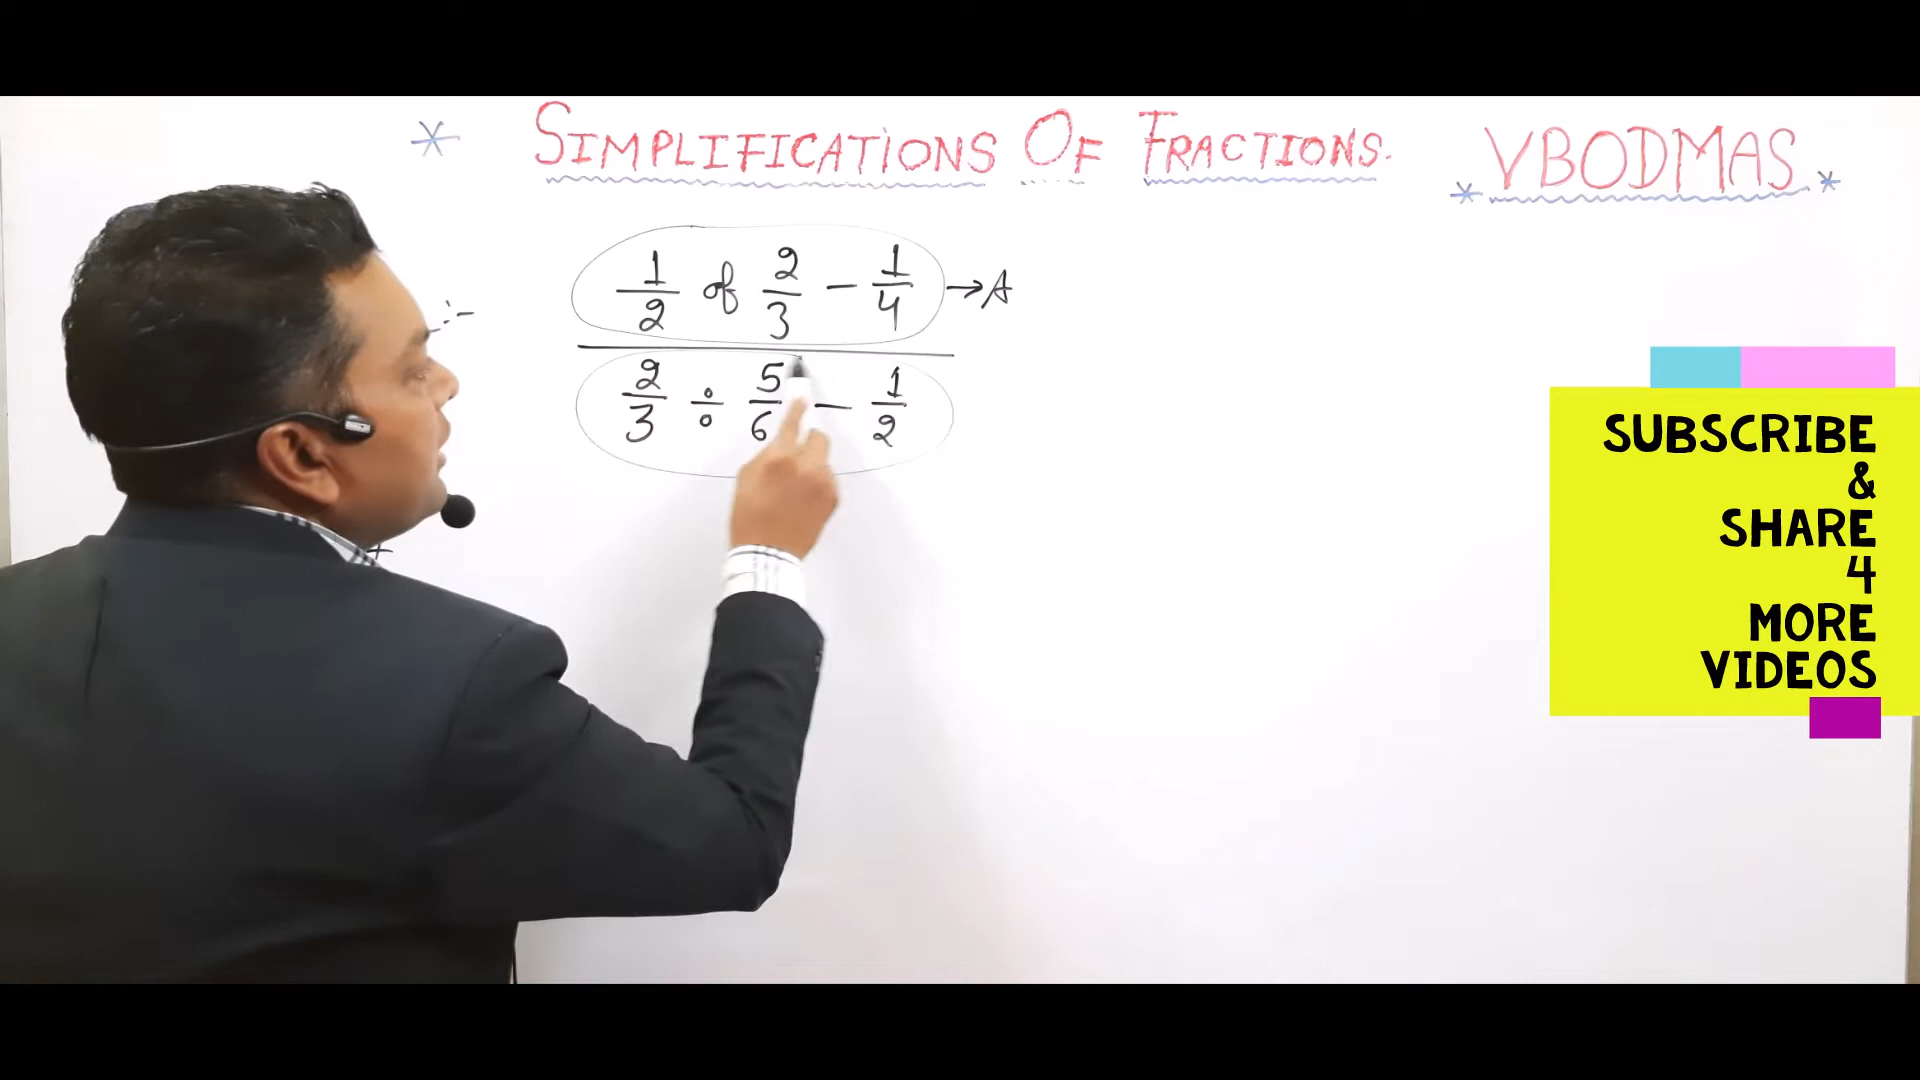 * SIMPLIFICATIONS OF FRACTIONS. * VBODMAS *
1/2 of 2/3 - 1/4 → A
2/3 ÷ 5/6 - 1/2
:-
+
SUBSCRIBE
&
SHARE
4
MORE
VIDEOS